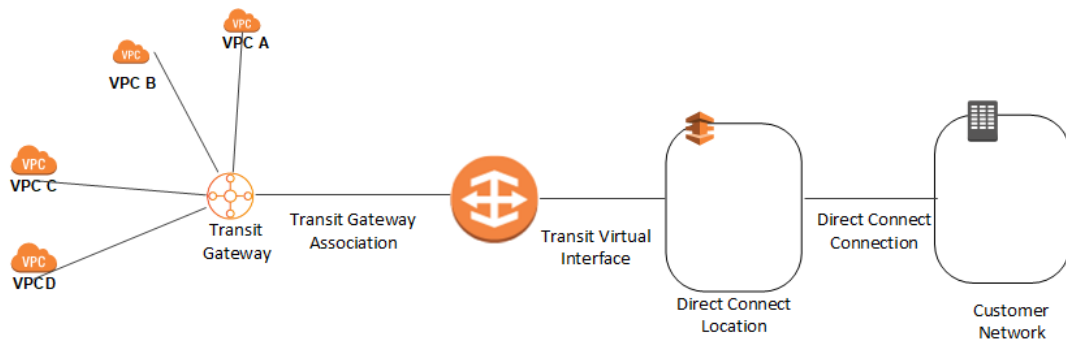 VPC
VPC A
VPC
VPC B
VPC
VPC C
VPC
VPCD
Transit
Gateway
Transit Gateway
Association
Transit Virtual
Interface
Direct Connect
Location
Direct Connect
Connection
Customer
Network